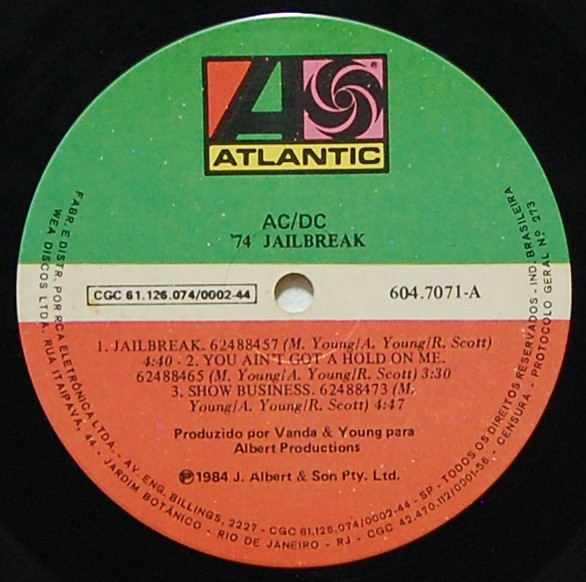 ATLANTIC
®
AC/DC
'74 JAILBREAK
CGC 61.126.074/0002-44
604.7071-A
1. JAILBREAK. 62488457 (M. Young/A. Young/R. Scott)
4:40 - 2. YOU AIN'T GOT A HOLD ON ME.
62488465 (M. Young/A. Young/R. Scott) 3:30
3. SHOW BUSINESS. 62488473 (M.
Young/A. Young/R. Scott) 4:47
Produzido por Vanda & Young para
Albert Productions
℗1984 J. Albert & Son Pty. Ltd.
FABR. E DISTR. POR RCA ELETRÔNICA LTDA. - AV. ENG. BILLINGS, 2227 - CGC 61.126.074/0002-44 - SP - TODOS OS DIREITOS RESERVADOS - IND. BRASILEIRA
WEA DISCOS LTDA. RUA ITAIPAVA, 44 - JARDIM BOTÂNICO - RIO DE JANEIRO - RJ - CGC 42.470.112/0001-56 - CENSURA - PROTOCOLO GERAL Nº 273